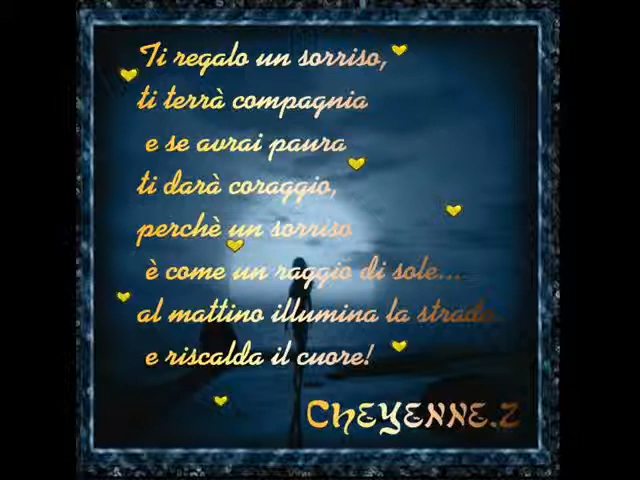 Ti regalo un sorriso,
ti terrà compagnia
e se avrai paura
ti darà coraggio,
perchè un sorriso
è come un raggio di sole...
al mattino illumina la strada
e riscalda il cuore!
CHEYENNE.Z